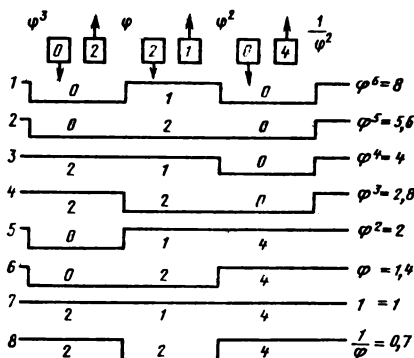 φ³ φ φ² 1/φ²
0 2 2 1 0 4
1 0 1 0 φ⁶=8
2 0 2 0 φ⁵=5,6
3 2 1 0 φ⁴=4
4 2 2 0 φ³=2,8
5 0 1 4 φ²=2
6 0 2 4 φ=1,4
7 2 1 4 1=1
8 2 2 4 1/φ=0,7